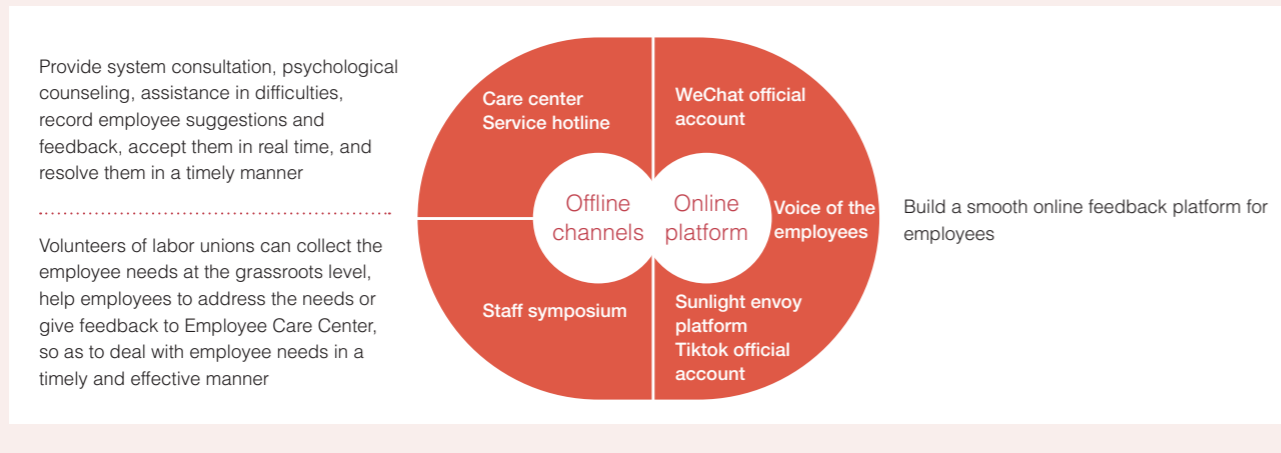 Provide system consultation, psychological
counseling, assistance in difficulties,
record employee suggestions and
feedback, accept them in real time, and
resolve them in a timely manner
Volunteers of labor unions can collect the
employee needs at the grassroots level,
help employees to address the needs or
give feedback to Employee Care Center,
so as to deal with employee needs in a
timely and effective manner
Care center
Service hotline
Staff symposium
Offline
channels
Online
platform
WeChat official
account
Voice of the
employees
Sunlight envoy
platform
Tiktok official
account
Build a smooth online feedback platform for
employees